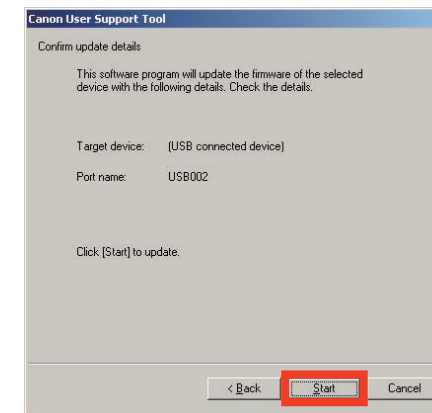 Canon User Support Tool
Confirm update details
This software program will update the firmware of the selected
device with the following details. Check the details.
Target device: (USB connected device)
Port name: USB002
Click [Start] to update.
< Back Start Cancel